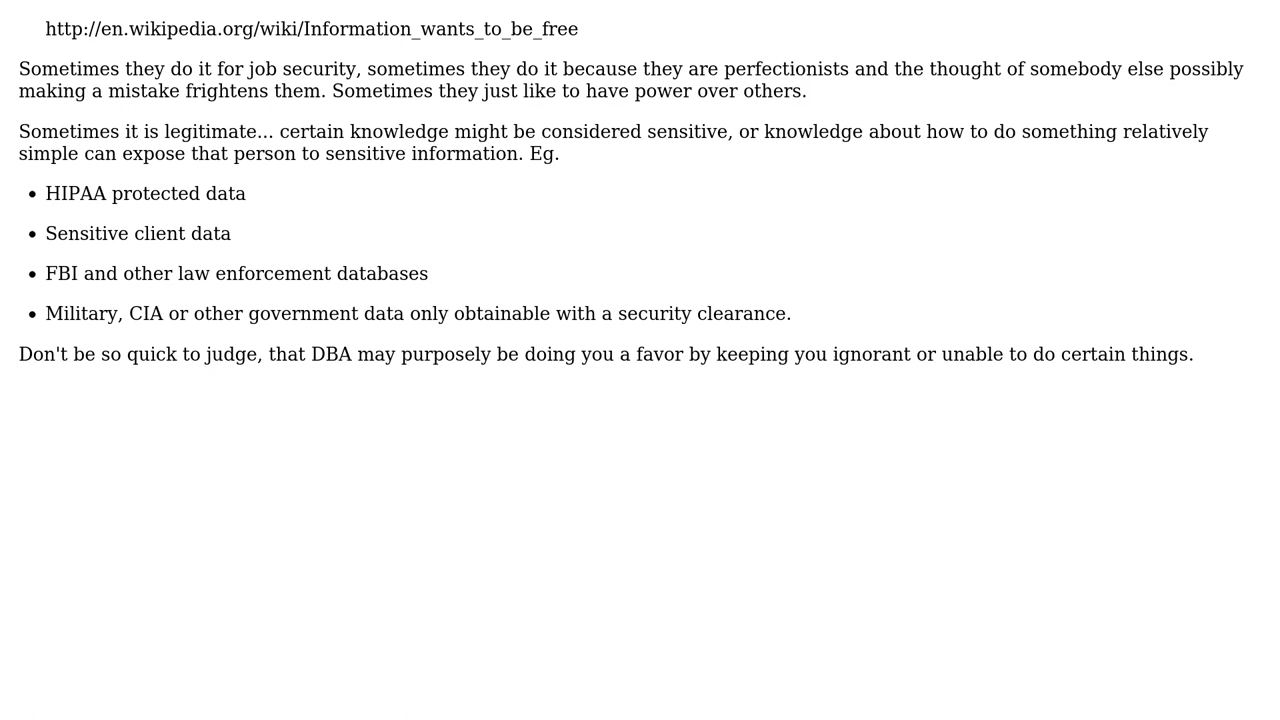 http://en.wikipedia.org/wiki/Information_wants_to_be_free
Sometimes they do it for job security, sometimes they do it because they are perfectionists and the thought of somebody else possibly
making a mistake frightens them. Sometimes they just like to have power over others.
Sometimes it is legitimate... certain knowledge might be considered sensitive, or knowledge about how to do something relatively
simple can expose that person to sensitive information. Eg.
• HIPAA protected data
• Sensitive client data
• FBI and other law enforcement databases
• Military, CIA or other government data only obtainable with a security clearance.
Don't be so quick to judge, that DBA may purposely be doing you a favor by keeping you ignorant or unable to do certain things.